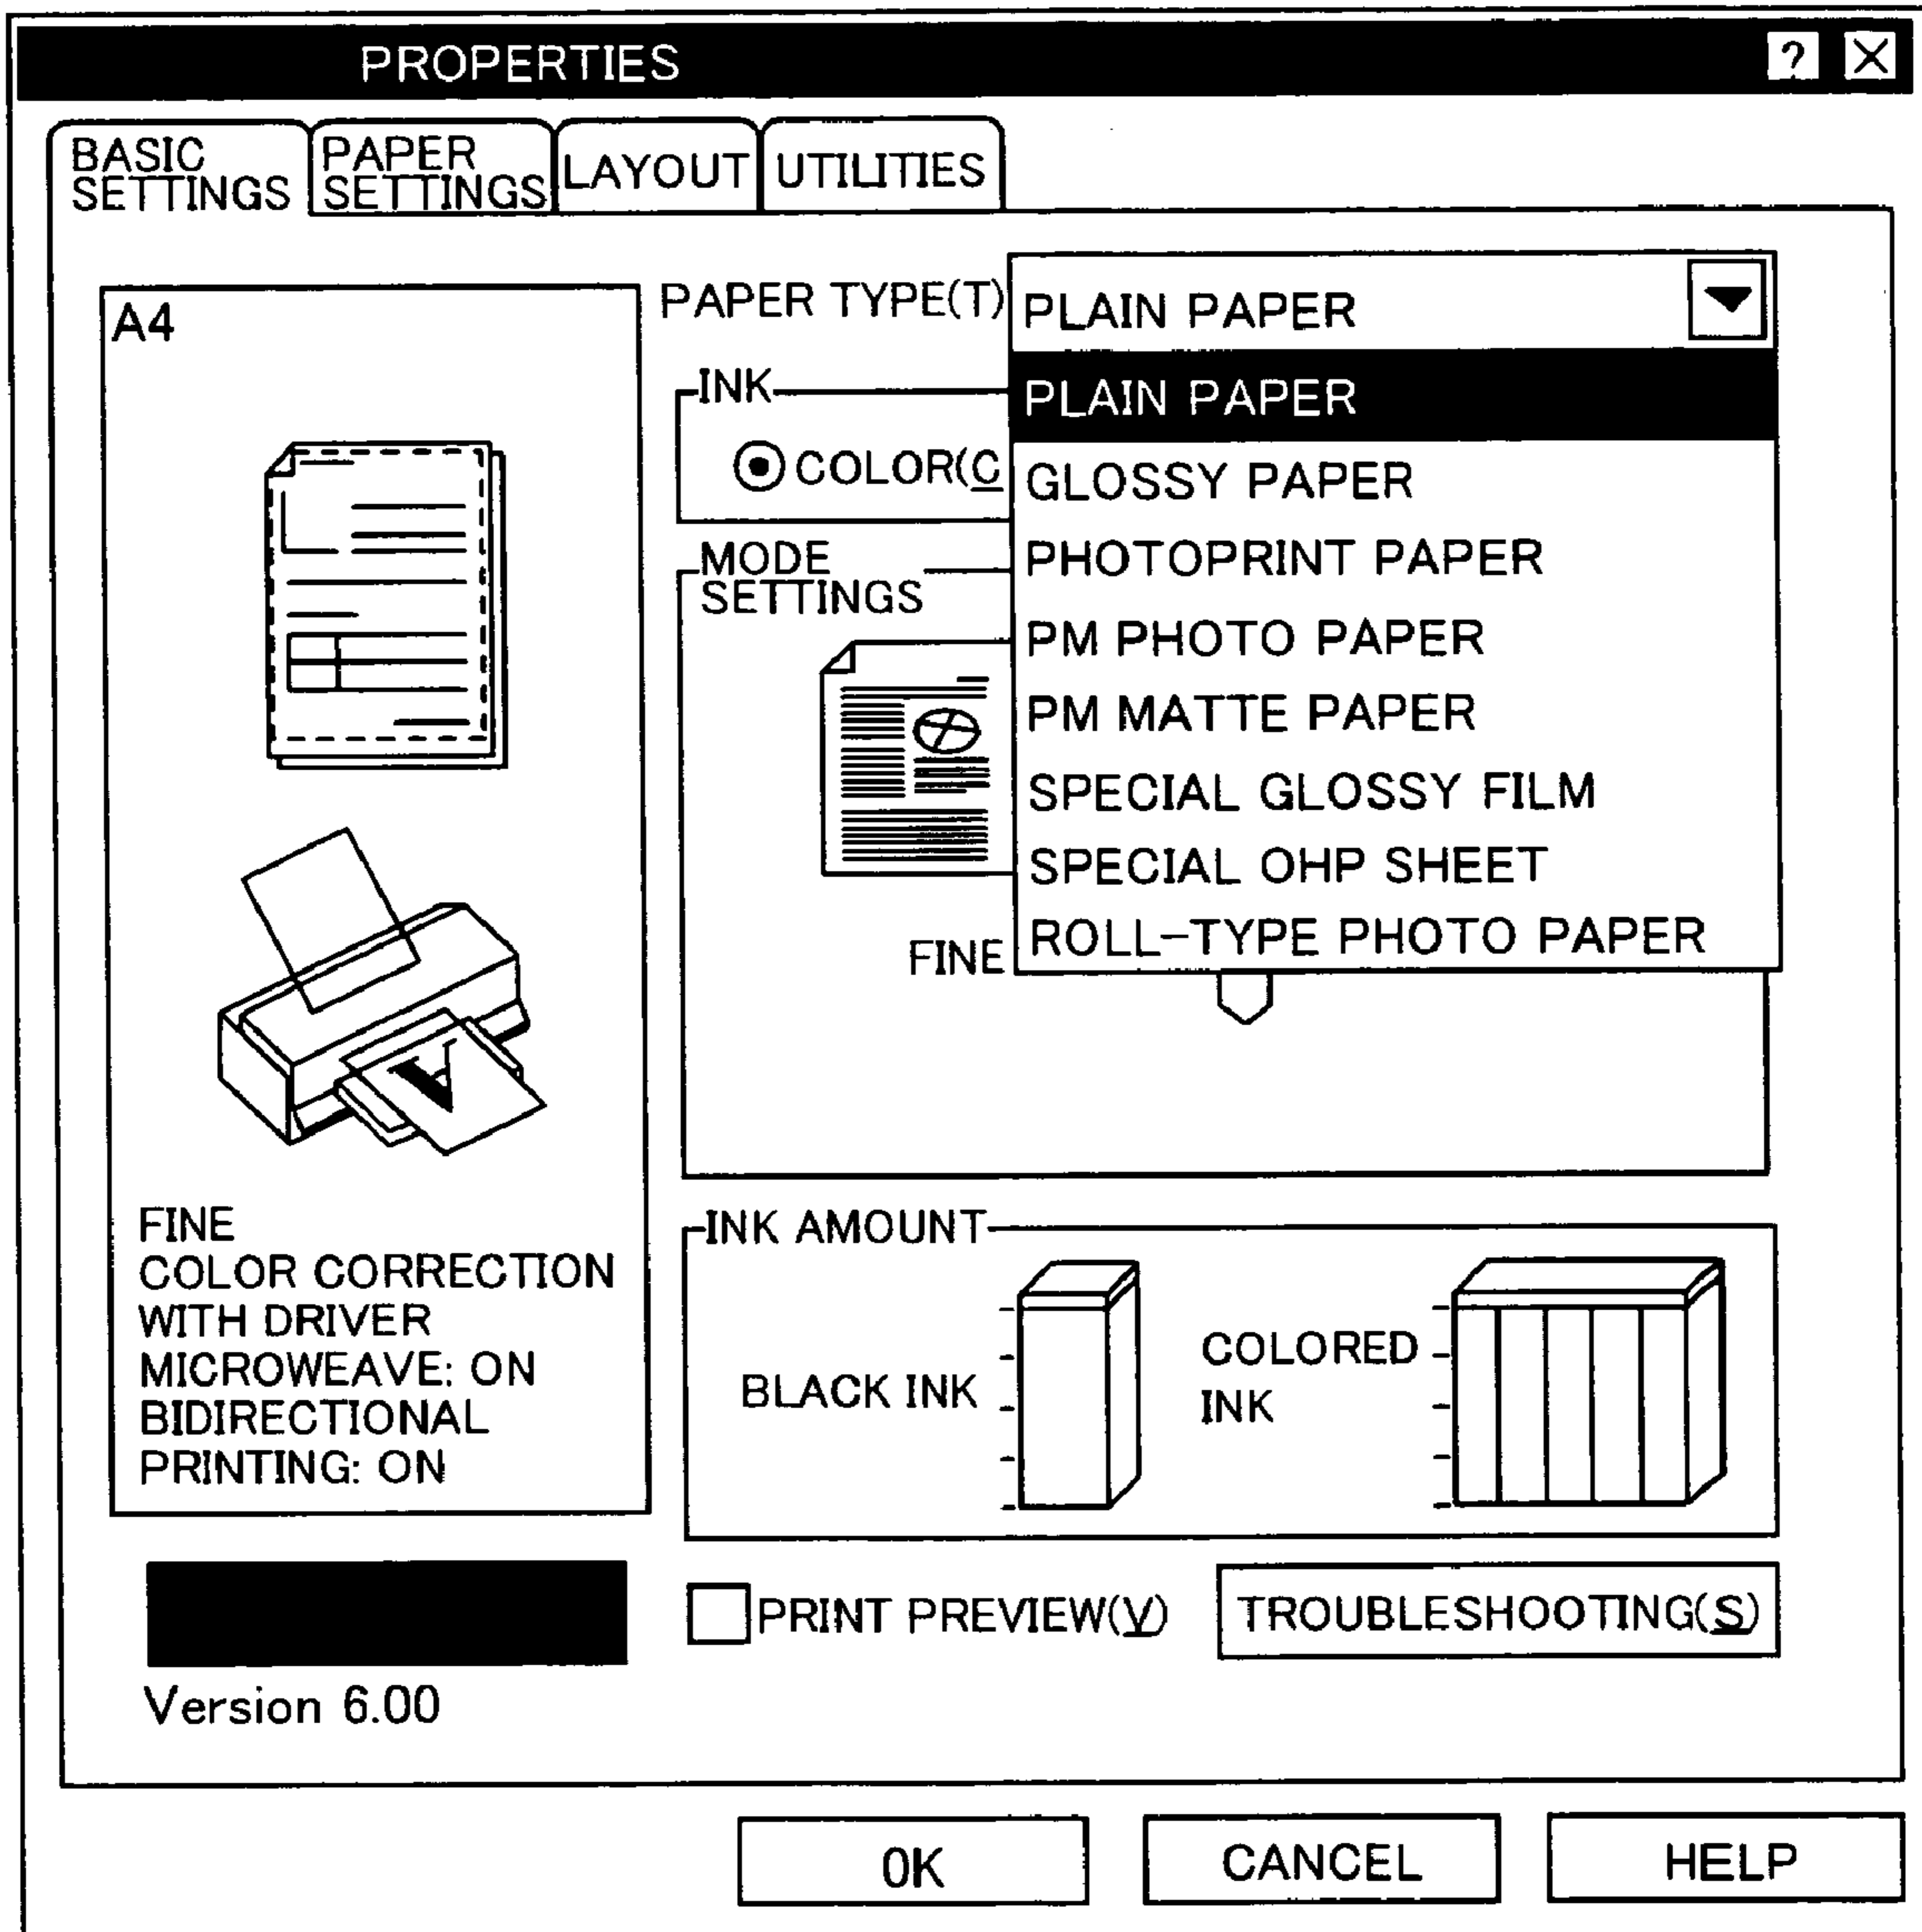 PROPERTIES
?
BASIC
SETTINGS
PAPER
SETTINGS
LAYOUT
UTILITIES
A4
FINE
COLOR CORRECTION
WITH DRIVER
MICROWEAVE: ON
BIDIRECTIONAL
PRINTING: ON
Version 6.00
PAPER TYPE(T)
PLAIN PAPER
PLAIN PAPER
GLOSSY PAPER
PHOTOPRINT PAPER
PM PHOTO PAPER
PM MATTE PAPER
SPECIAL GLOSSY FILM
SPECIAL OHP SHEET
ROLL-TYPE PHOTO PAPER
INK
COLOR(C
MODE
SETTINGS
FINE
INK AMOUNT
BLACK INK
COLORED
INK
PRINT PREVIEW(V)
TROUBLESHOOTING(S)
OK
CANCEL
HELP